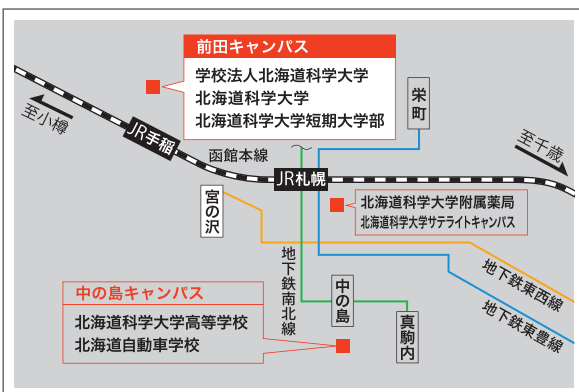 前田キャンパス
学校法人北海道科学大学
北海道科学大学
北海道科学大学短期大学部
栄町
至小樽
JR手稲
函館本線
至千歳
JR札幌
宮の沢
北海道科学大学附属薬局
北海道科学大学サテライトキャンパス
地下鉄南北線
中の島
真駒内
地下鉄東西線
地下鉄東豊線
中の島キャンパス
北海道科学大学高等学校
北海道自動車学校